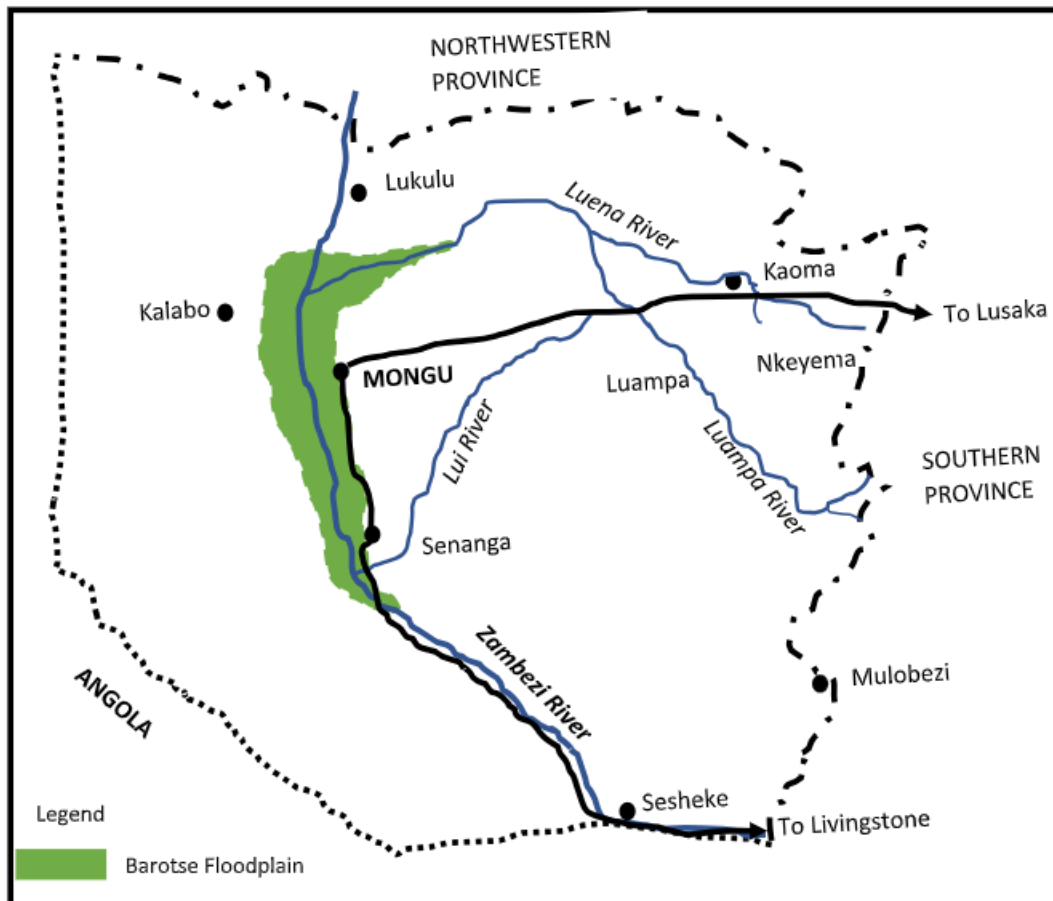 NORTHWESTERN
PROVINCE
Lukulu
Luena River
Kaoma
Kalabo
To Lusaka
MONGU
Nkeyema
Luampa
Lui River
Luampa River
SOUTHERN
PROVINCE
Senanga
Zambezi River
Mulobezi
ANGOLA
Sesheke
To Livingstone
Legend
Barotse Floodplain